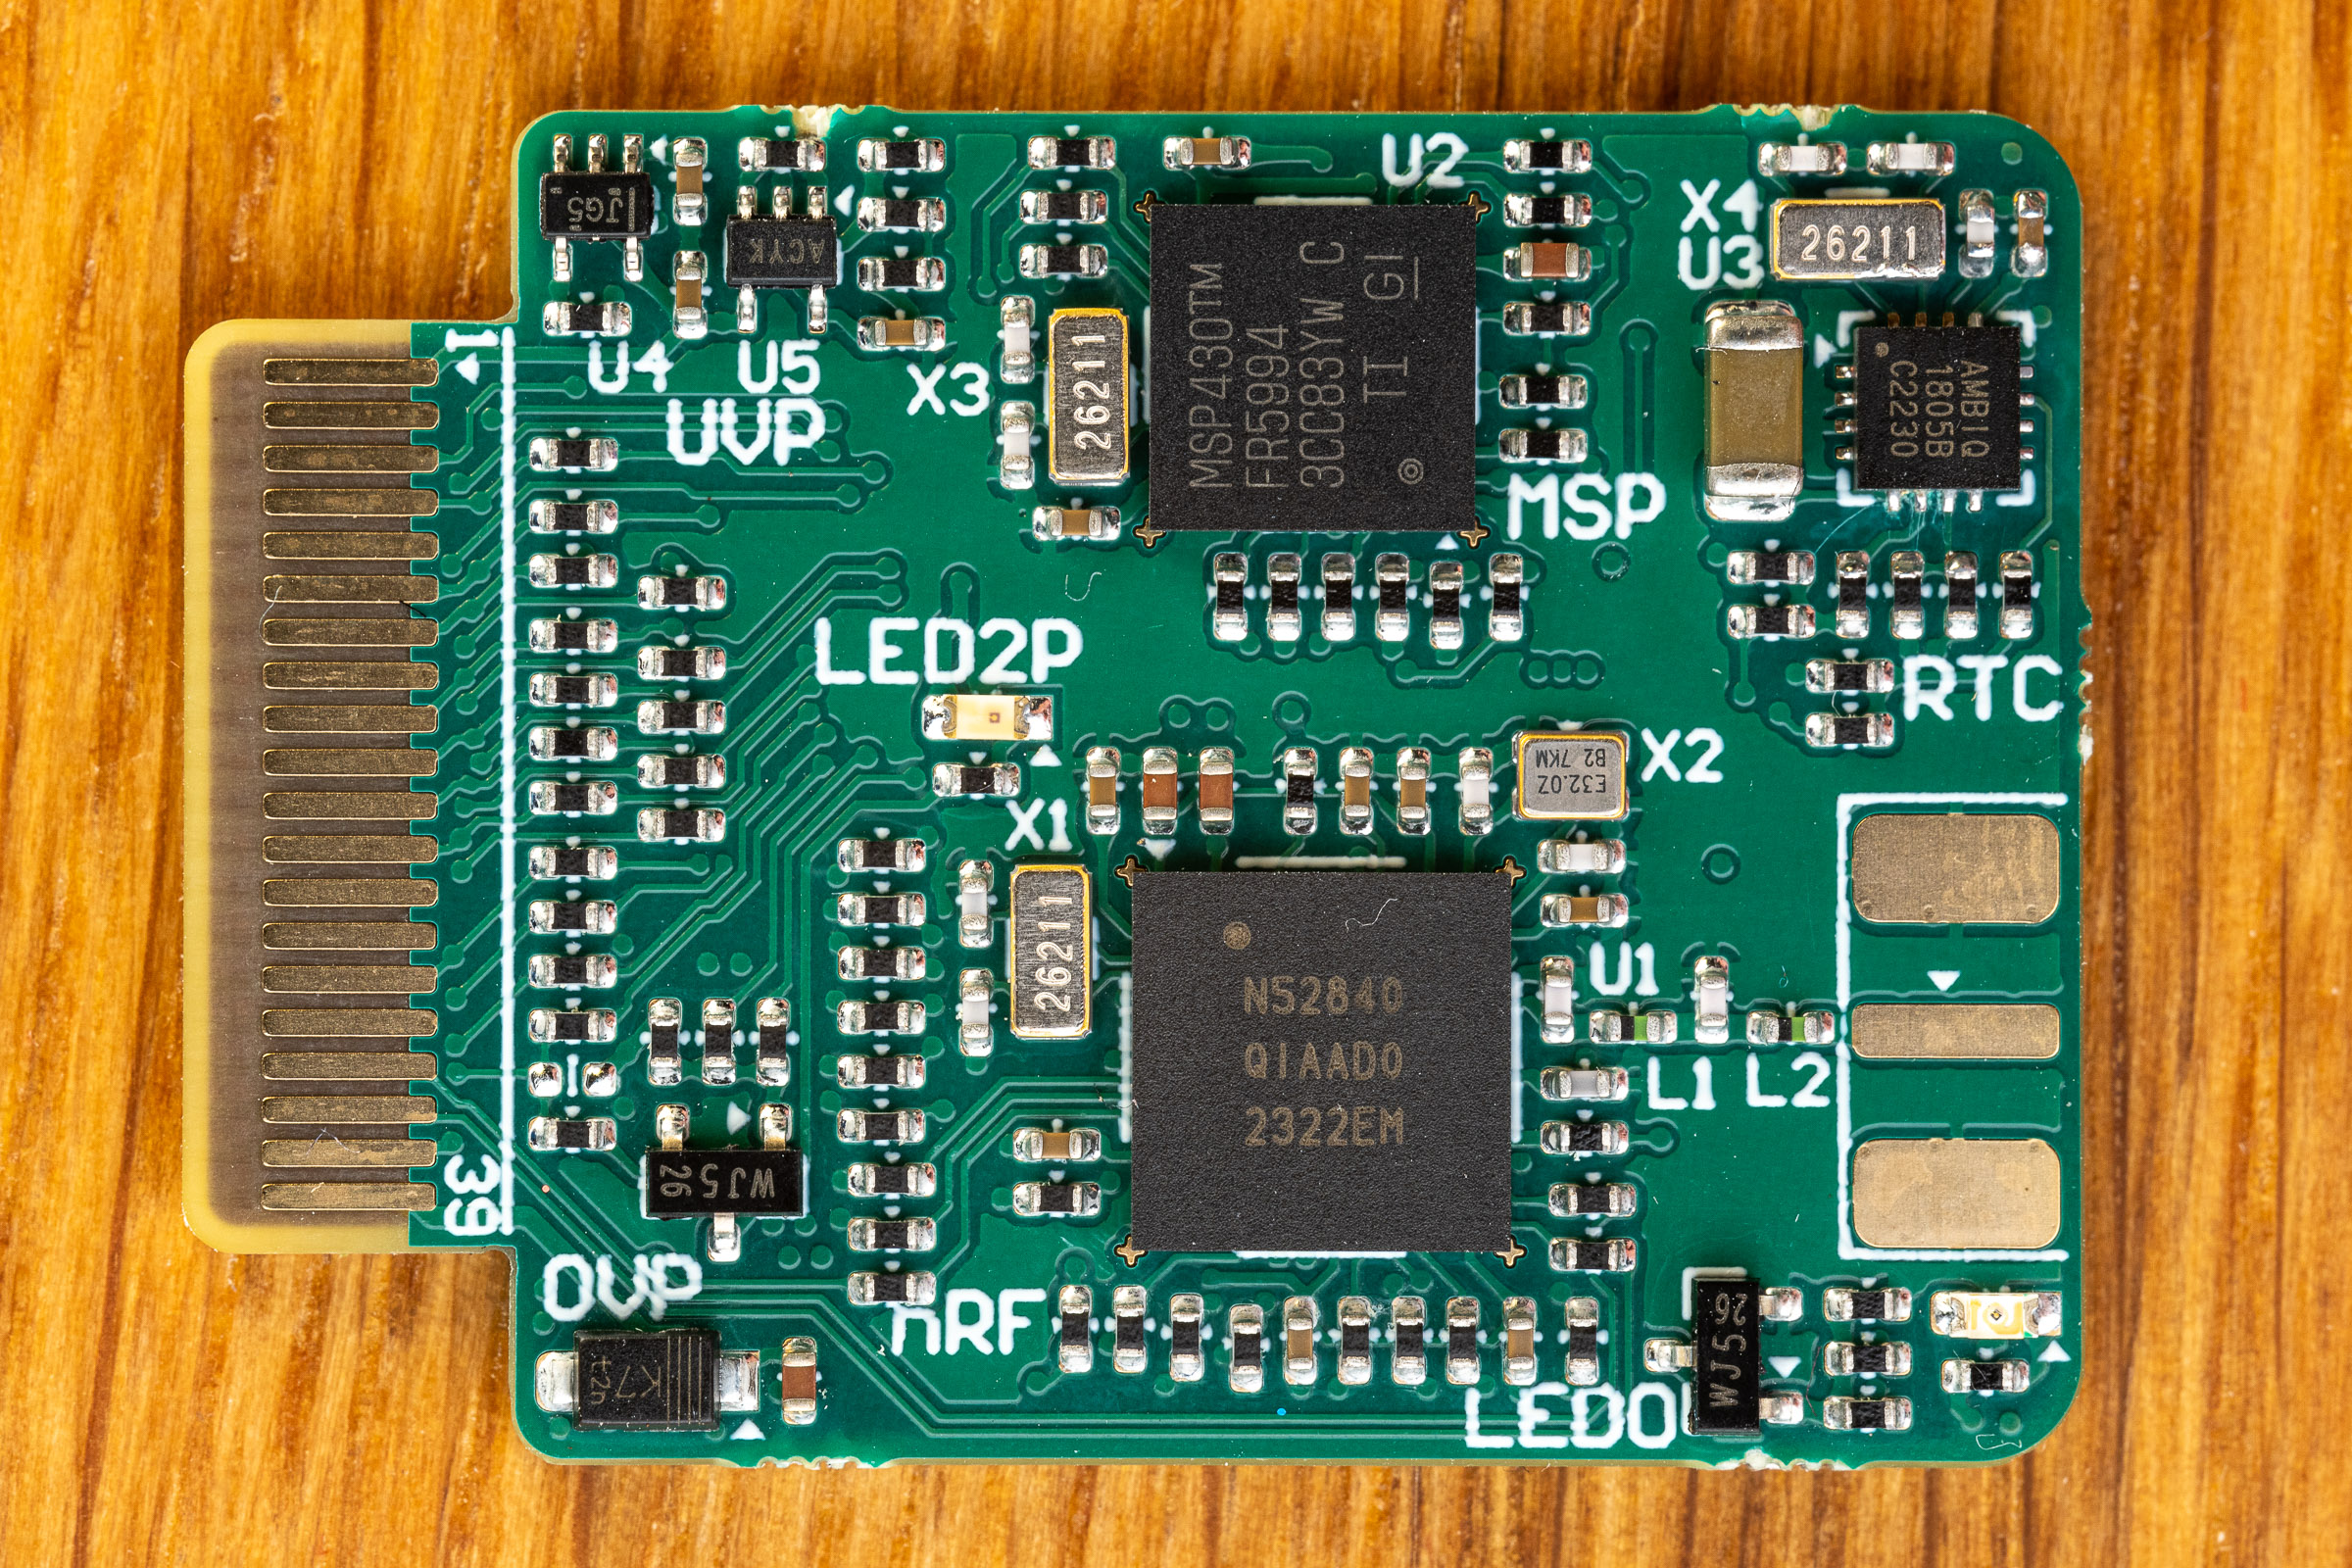 JG5
ACYK
U4
U5
UVP
1
X3
26211
U2
MSP430™
FR5994
3CC83YW C
TI GI
MSP
X4
U3
26211
AMBIQ
1805B
C2230
RTC
LED2P
X1
26211
E32.0Z
B2 7KM
X2
N52840
QIAAD0
2322EM
U1
L1
L2
39
WJ5
26
OVP
K7
nRF
LED0
WJ5
26